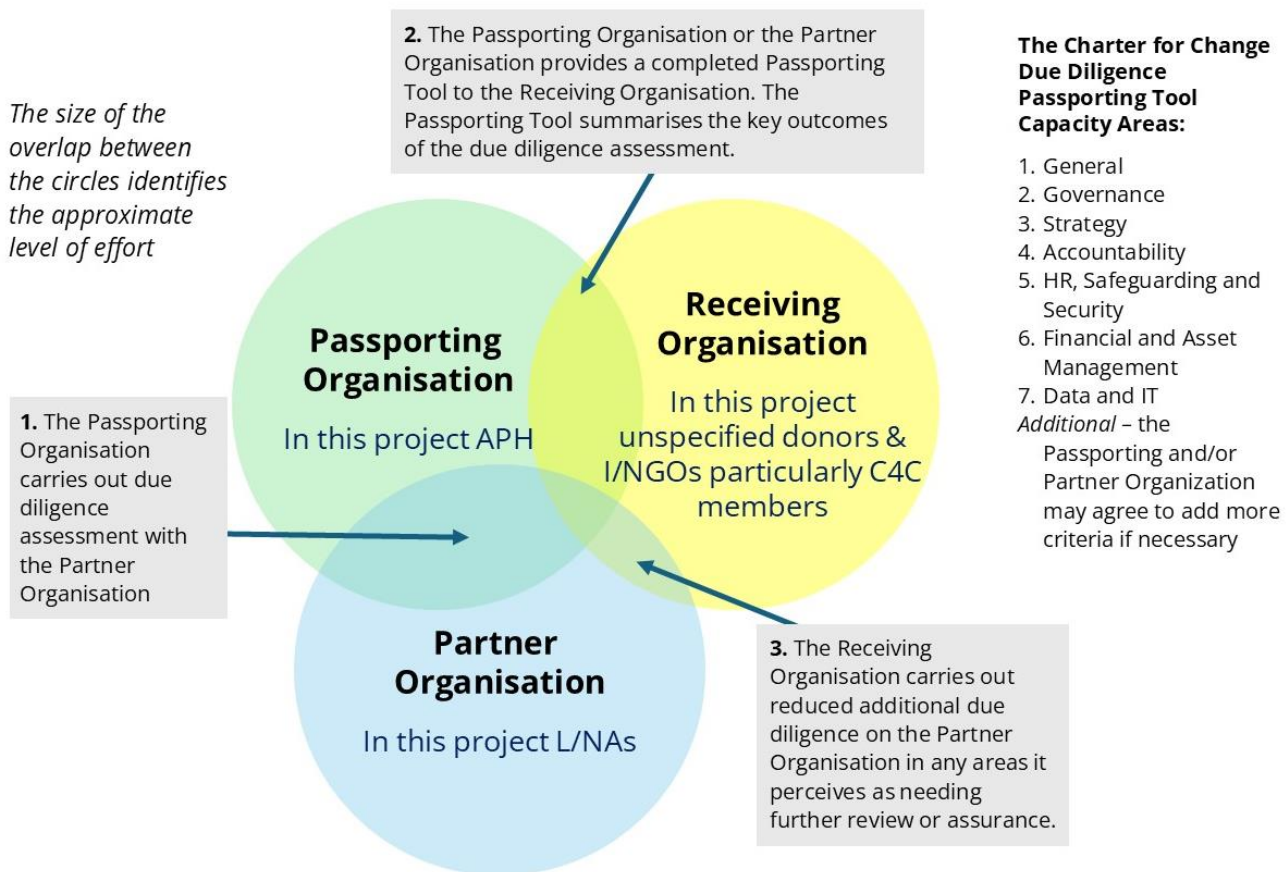 The size of the
overlap between
the circles identifies
the approximate
level of effort
2. The Passporting Organisation or the Partner
Organisation provides a completed Passporting
Tool to the Receiving Organisation. The
Passporting Tool summarises the key outcomes
of the due diligence assessment.
The Charter for Change
Due Diligence
Passporting Tool
Capacity Areas:
1. General
2. Governance
3. Strategy
4. Accountability
5. HR, Safeguarding and
Security
6. Financial and Asset
Management
7. Data and IT
Additional – the
Passporting and/or
Partner Organization
may agree to add more
criteria if necessary
Passporting
Organisation
In this project APH
Receiving
Organisation
In this project
unspecified donors &
I/NGOs particularly C4C
members
1. The Passporting
Organisation
carries out due
diligence
assessment with
the Partner
Organisation
Partner
Organisation
In this project L/NAs
3. The Receiving
Organisation carries out
reduced additional due
diligence on the Partner
Organisation in any areas it
perceives as needing
further review or assurance.